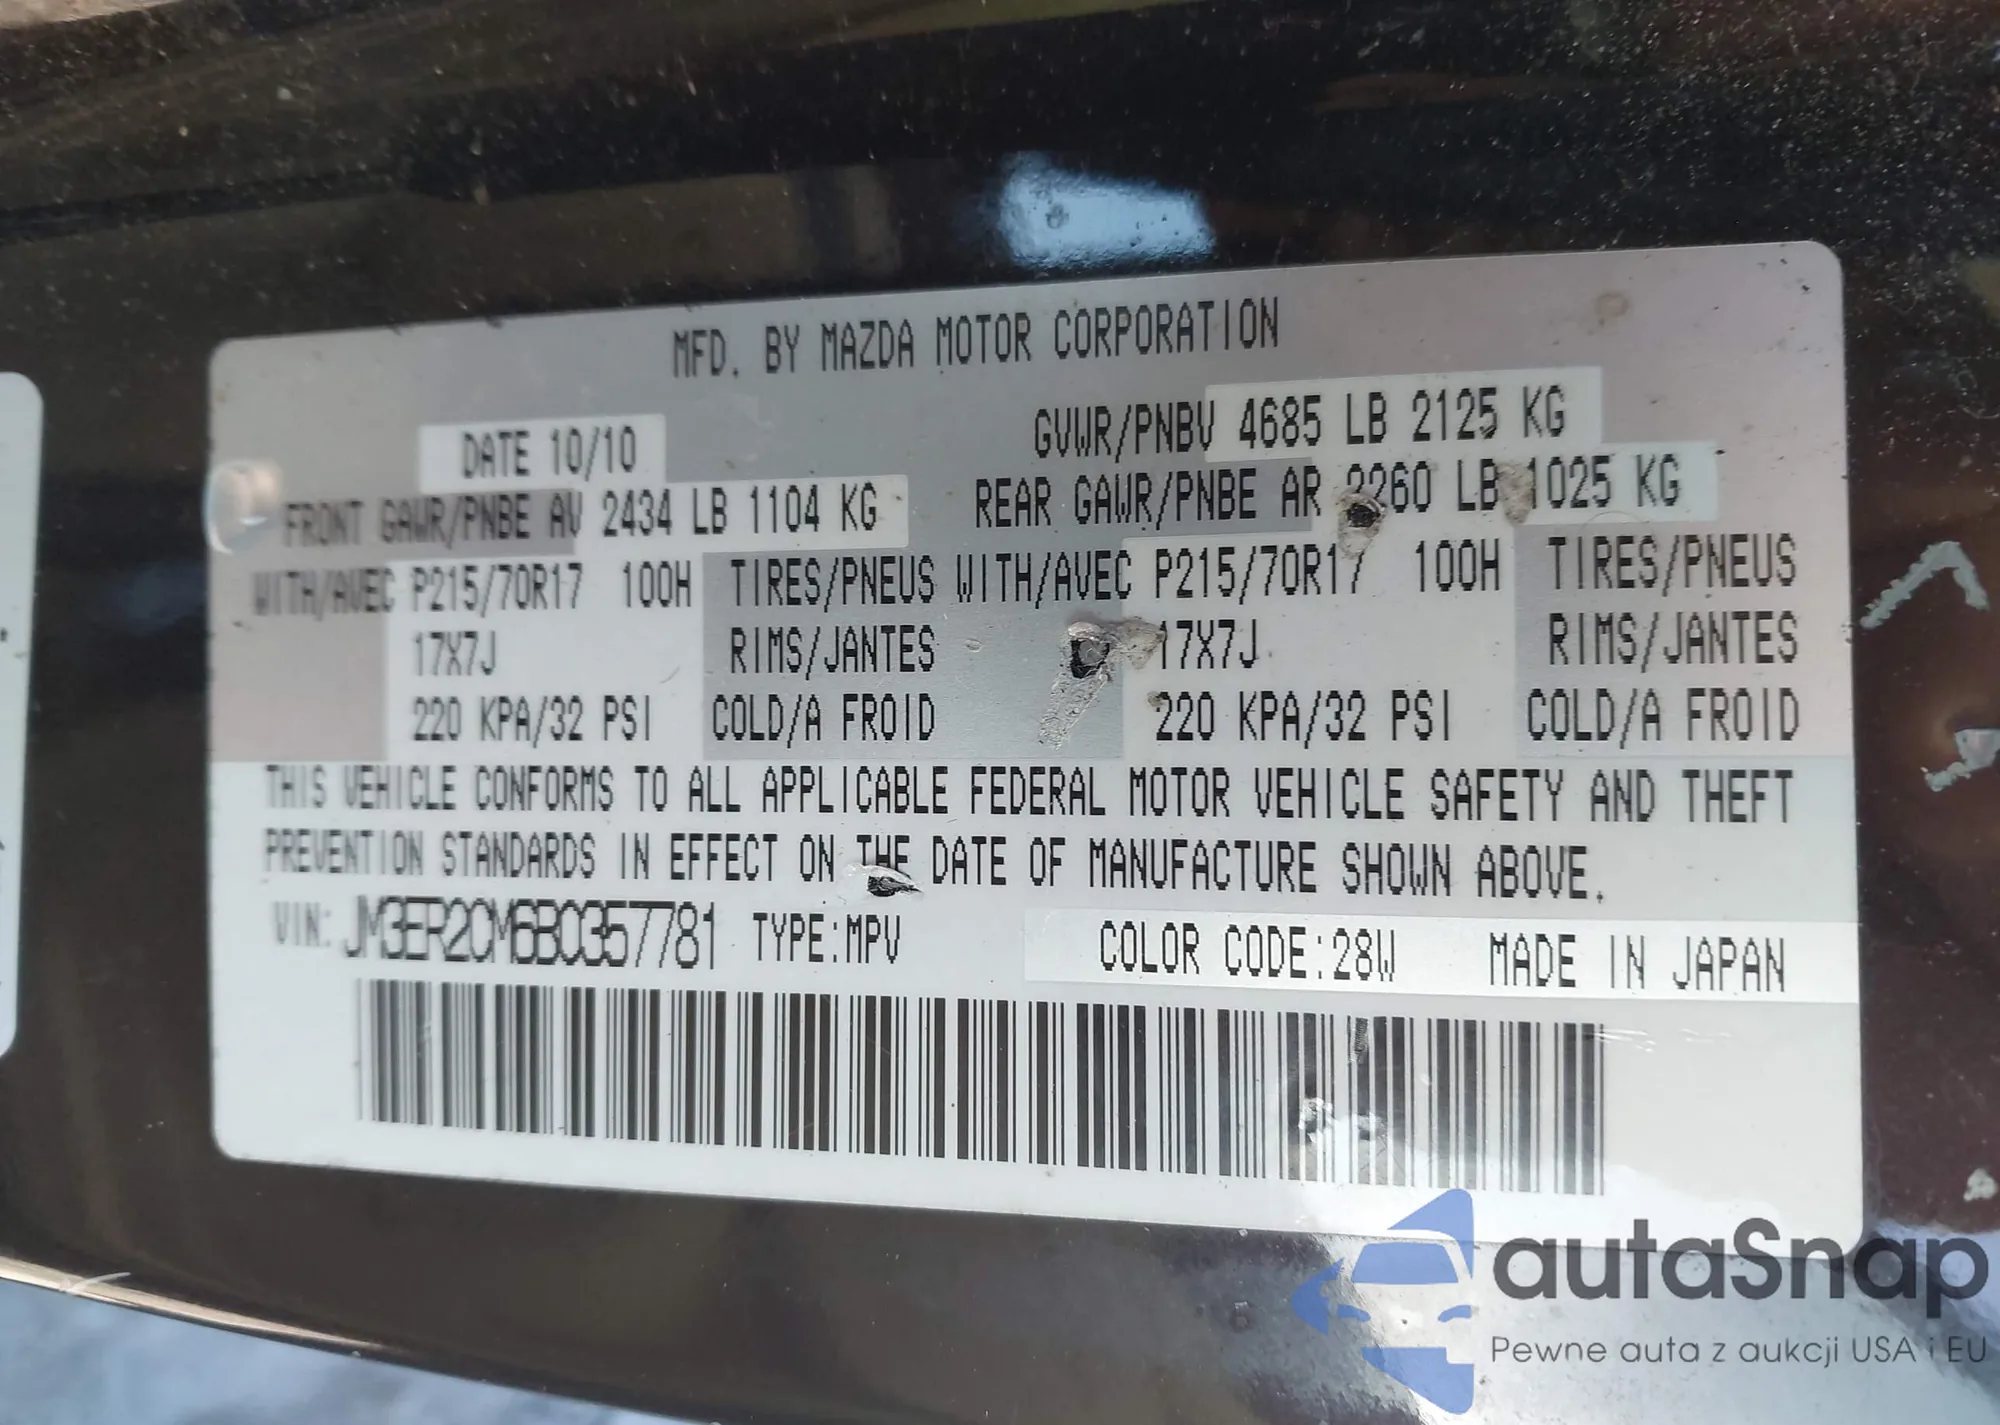 MFD. BY MAZDA MOTOR CORPORATION
DATE 10/10 GVWR/PNBV 4685 LB 2125 KG
FRONT GAWR/PNBE AV 2434 LB 1104 KG REAR GAWR/PNBE AR 2260 LB 1025 KG
WITH/AVEC P215/70R17 100H TIRES/PNEUS WITH/AVEC P215/70R17 100H TIRES/PNEUS
17X7J RIMS/JANTES 17X7J RIMS/JANTES
220 KPA/32 PSI COLD/A FROID 220 KPA/32 PSI COLD/A FROID
THIS VEHICLE CONFORMS TO ALL APPLICABLE FEDERAL MOTOR VEHICLE SAFETY AND THEFT
PREVENTION STANDARDS IN EFFECT ON THE DATE OF MANUFACTURE SHOWN ABOVE.
VIN: JM3ER2CM6B0357781 TYPE:MPV COLOR CODE:28W MADE IN JAPAN
autaSnap
Pewne auta z aukcji USA i EU